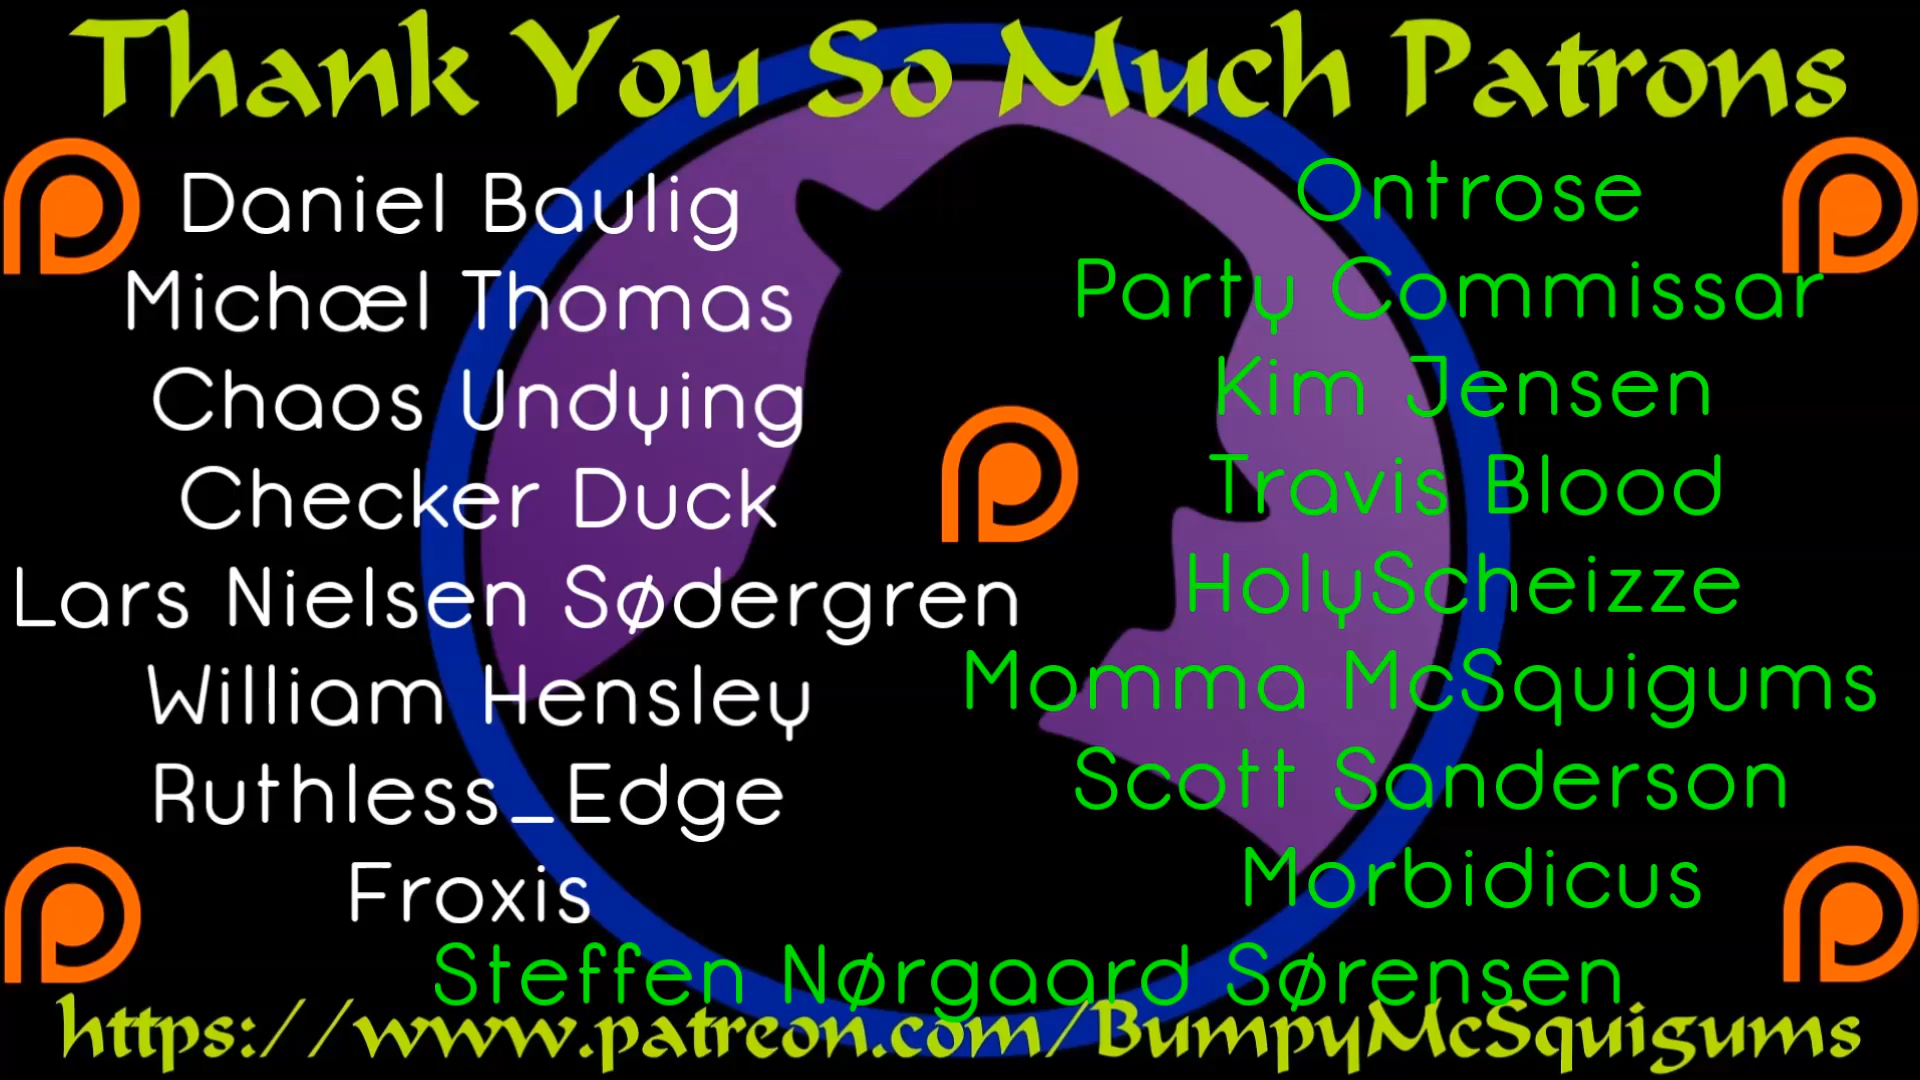 Thank You So Much Patrons
Daniel Baulig
Michæl Thomas
Chaos Undying
Checker Duck
Lars Nielsen Sødergren
William Hensley
Ruthless_Edge
Froxis
Ontrose
Party Commissar
Kim Jensen
Travis Blood
HolyScheizze
Momma McSquigums
Scott Sanderson
Morbidicus
Steffen Nørgaard Sørensen
https://www.patreon.com/BumpyMcSquigums